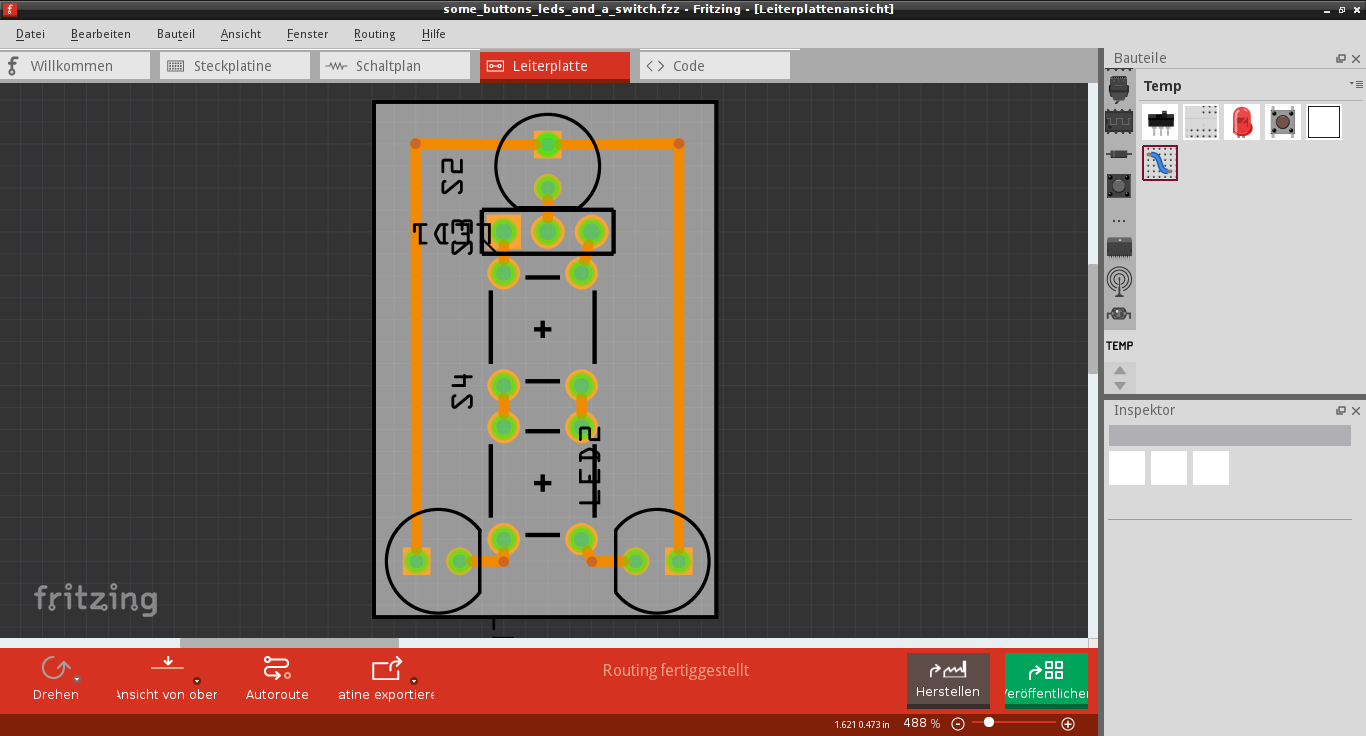 some_buttons_leds_and_a_switch.fzz - Fritzing - [Leiterplattenansicht]
Datei Bearbeiten Bauteil Ansicht Fenster Routing Hilfe
Willkommen Steckplatine Schaltplan Leiterplatte Code
Bauteile
Temp
TEMP
Inspektor
S2
LED1
S3
+
S4
LED2
+
fritzing
Routing fertiggestellt
Drehen Ansicht von ober Autoroute atine exportiere Herstellen Veröffentlichen
1.621 0.473 in 488 %